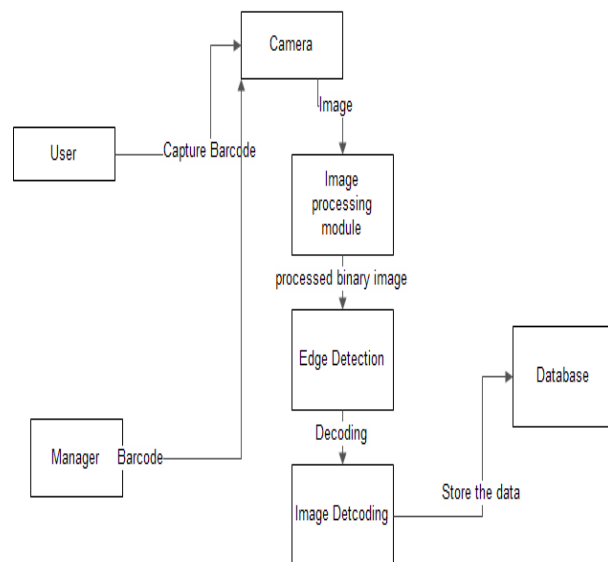 Camera
Image
User
Capture Barcode
Image
processing
module
processed binary image
Edge Detection
Database
Decoding
Manager
Barcode
Image Detcoding
Store the data